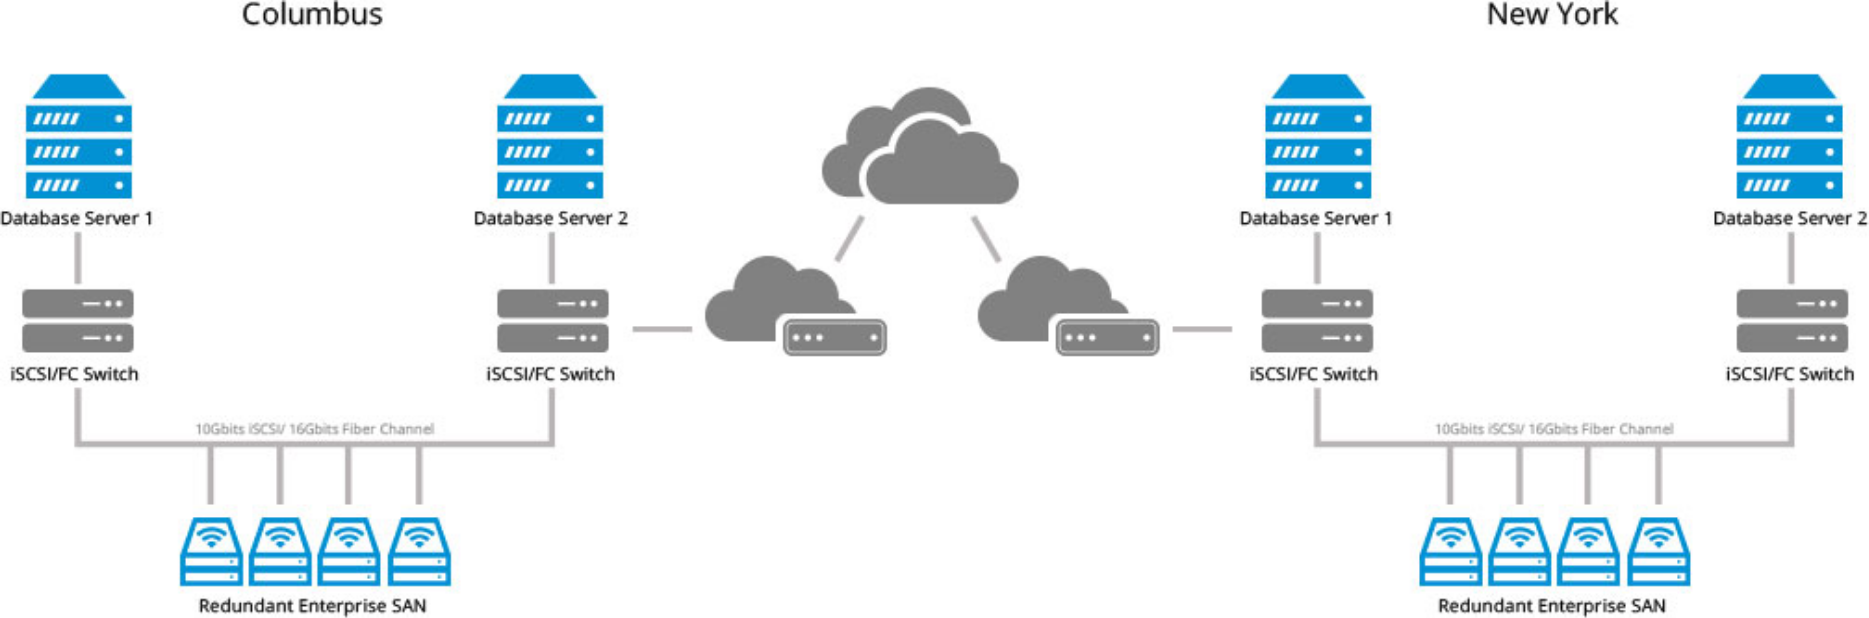 Columbus
New York
Database Server 1
Database Server 2
Database Server 1
Database Server 2
iSCSI/FC Switch
iSCSI/FC Switch
iSCSI/FC Switch
iSCSI/FC Switch
10Gbits iSCSI/ 16Gbits Fiber Channel
10Gbits iSCSI/ 16Gbits Fiber Channel
Redundant Enterprise SAN
Redundant Enterprise SAN